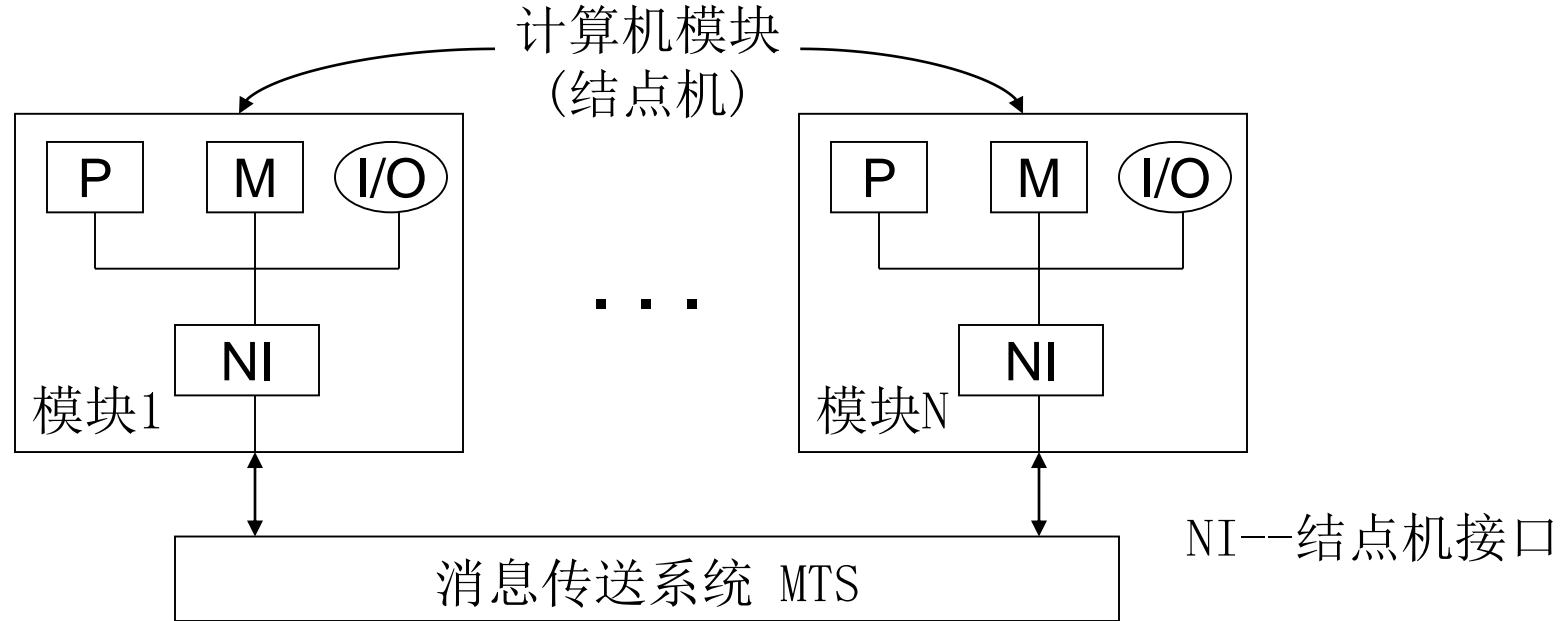 计算机模块
(结点机)
P M I/O
P M I/O
. . .
NI
NI
模块1
模块N
NI--结点机接口
消息传送系统 MTS